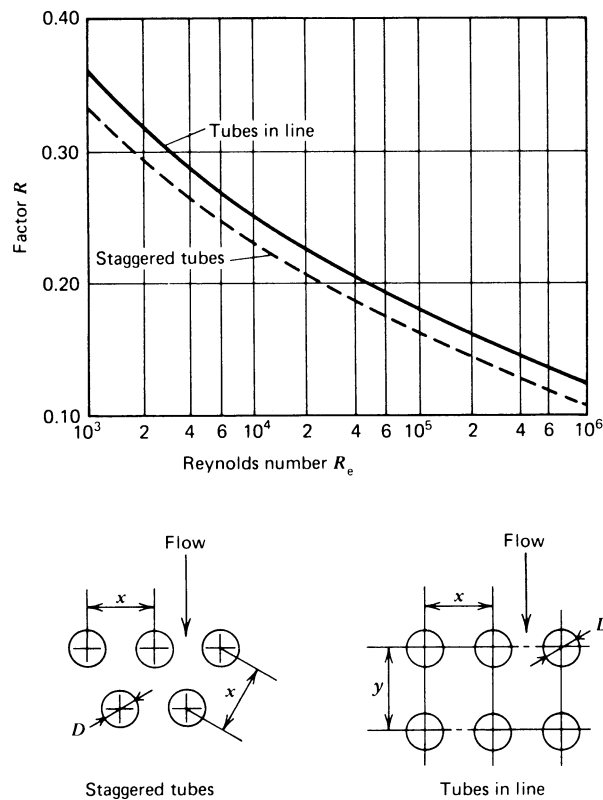 0.40
0.30
0.20
0.10
Factor R
Tubes in line
Staggered tubes
10³ 2 4 6 10⁴ 2 4 6 10⁵ 2 4 6 10⁶
Reynolds number Rₑ
Flow
x
x
D
Staggered tubes
Flow
x
D
y
Tubes in line